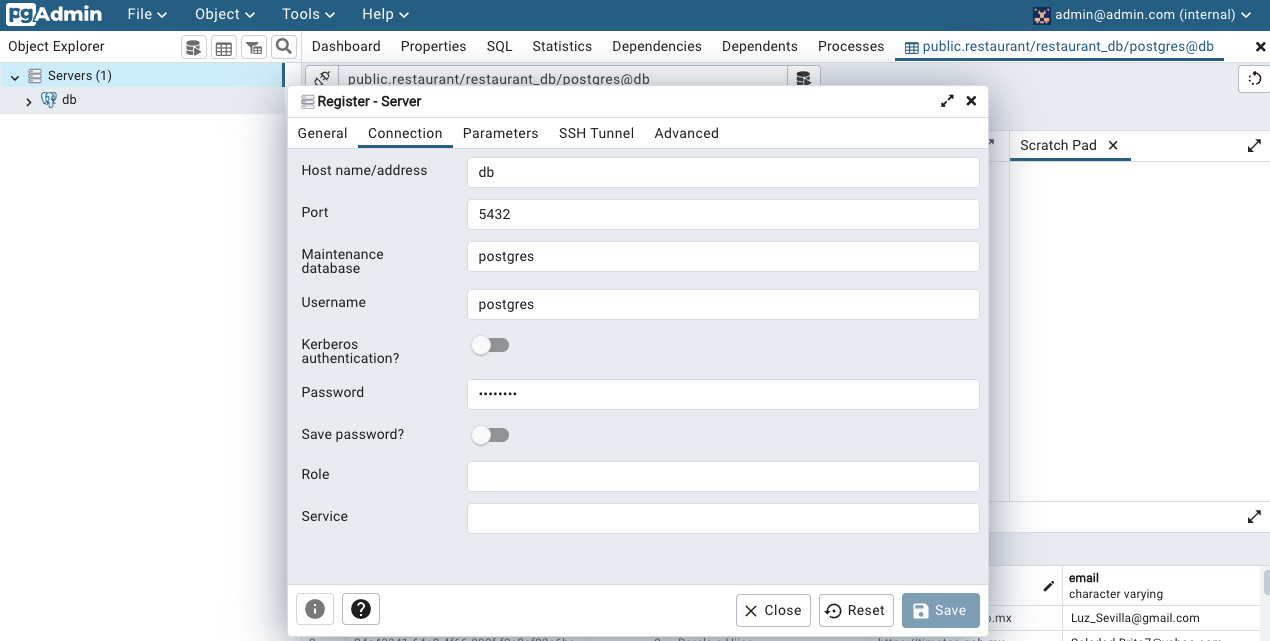 pgAdmin File Object Tools Help admin@admin.com (internal)
Object Explorer Dashboard Properties SQL Statistics Dependencies Dependents Processes public.restaurant/restaurant_db/postgres@db
Servers (1) public.restaurant/restaurant_db/postgres@db
db
Register - Server
General Connection Parameters SSH Tunnel Advanced
Scratch Pad
Host name/address db
Port 5432
Maintenance
database postgres
Username postgres
Kerberos
authentication?
Password ••••••••
Save password?
Role
Service
email
character varying
Close Reset Save
o.mx Luz_Sevilla@gmail.com